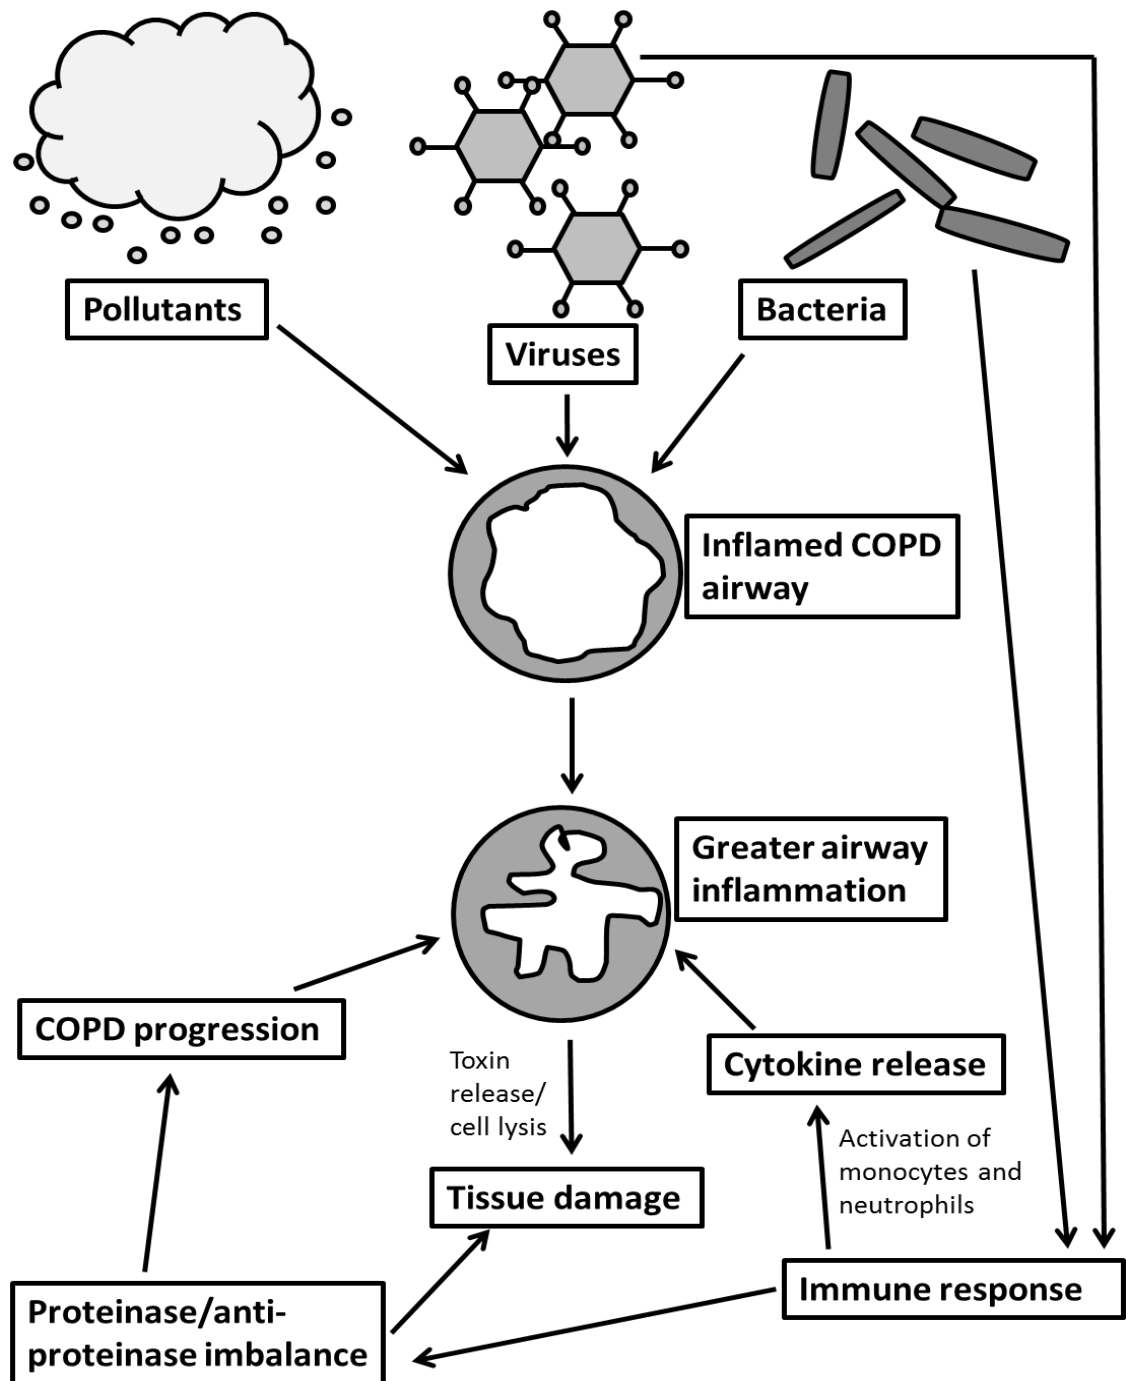 Pollutants
Viruses
Bacteria
Inflamed COPD
airway
Greater airway
inflammation
COPD progression
Toxin
release/
cell lysis
Cytokine release
Activation of
monocytes and
neutrophils
Tissue damage
Immune response
Proteinase/anti-
proteinase imbalance